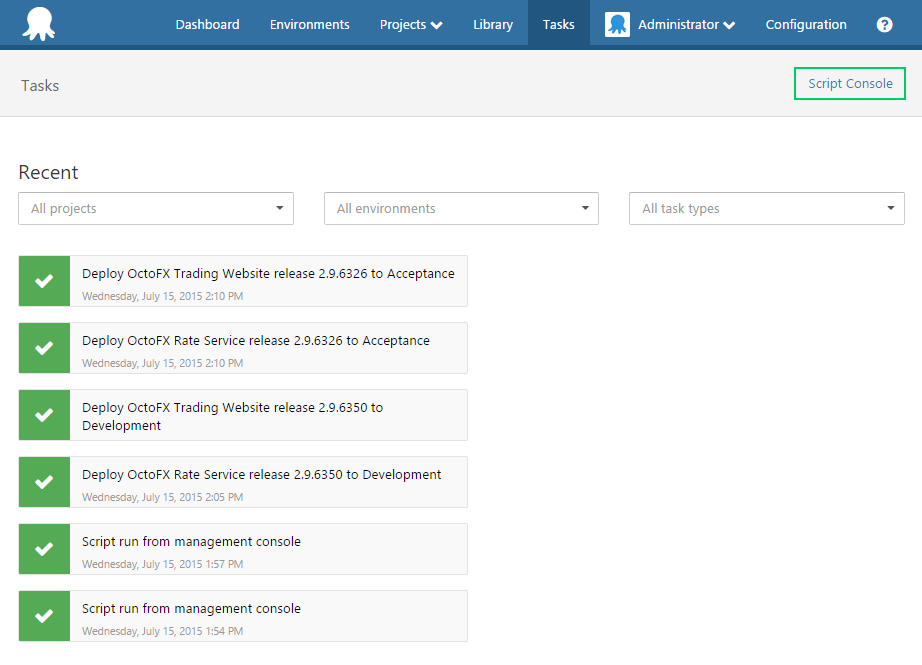 Dashboard Environments Projects Library Tasks Administrator Configuration ?
Tasks Script Console
Recent
All projects All environments All task types
Deploy OctoFX Trading Website release 2.9.6326 to Acceptance
Wednesday, July 15, 2015 2:10 PM
Deploy OctoFX Rate Service release 2.9.6326 to Acceptance
Wednesday, July 15, 2015 2:10 PM
Deploy OctoFX Trading Website release 2.9.6350 to
Development
Deploy OctoFX Rate Service release 2.9.6350 to Development
Wednesday, July 15, 2015 2:05 PM
Script run from management console
Wednesday, July 15, 2015 1:57 PM
Script run from management console
Wednesday, July 15, 2015 1:54 PM